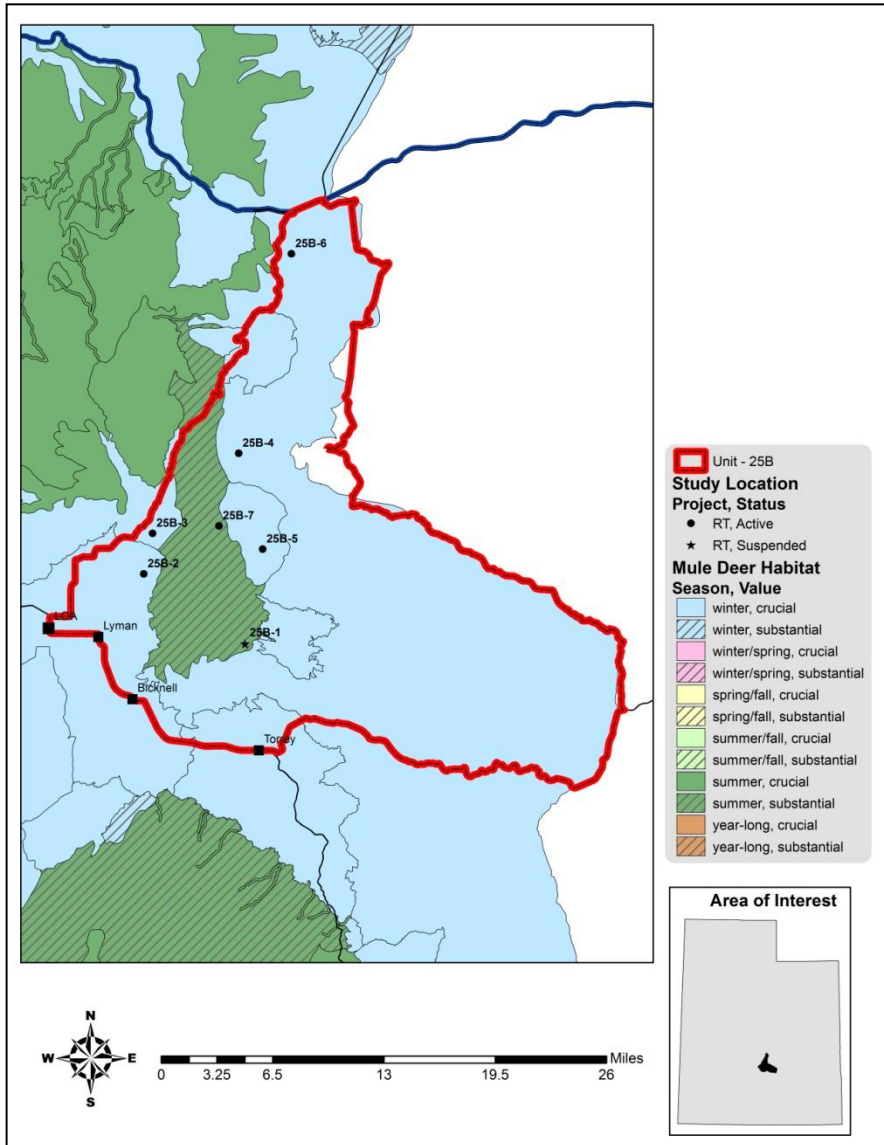 25B-6
25B-4
25B-7
25B-3
25B-5
25B-2
LOA
Lyman
25B-1
Bicknell
Torrey
Unit - 25B
Study Location
Project, Status
RT, Active
RT, Suspended
Mule Deer Habitat
Season, Value
winter, crucial
winter, substantial
winter/spring, crucial
winter/spring, substantial
spring/fall, crucial
spring/fall, substantial
summer/fall, crucial
summer/fall, substantial
summer, crucial
summer, substantial
year-long, crucial
year-long, substantial
Area of Interest
N
W E
S
Miles
0 3.25 6.5 13 19.5 26